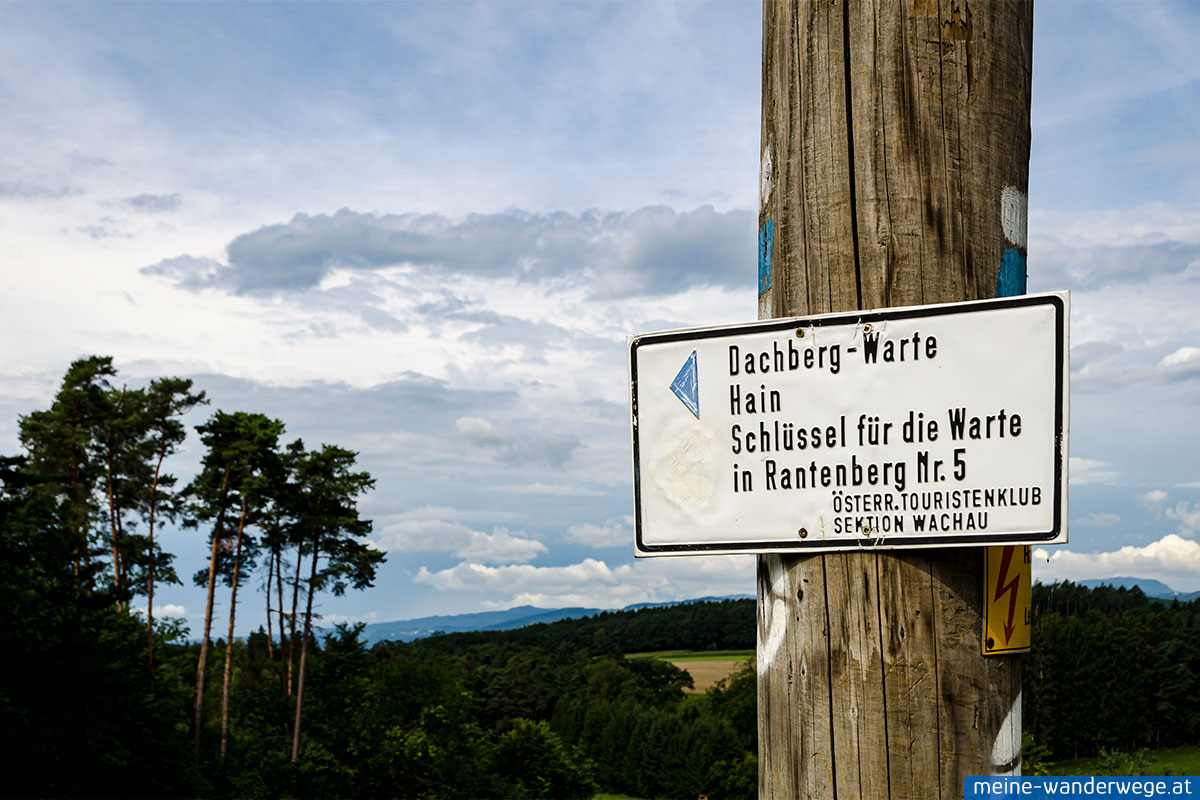 Dachberg-Warte
Hain
Schlüssel für die Warte
in Rantenberg Nr. 5
ÖSTERR. TOURISTENKLUB
SEKTION WACHAU
meine-wanderwege.at